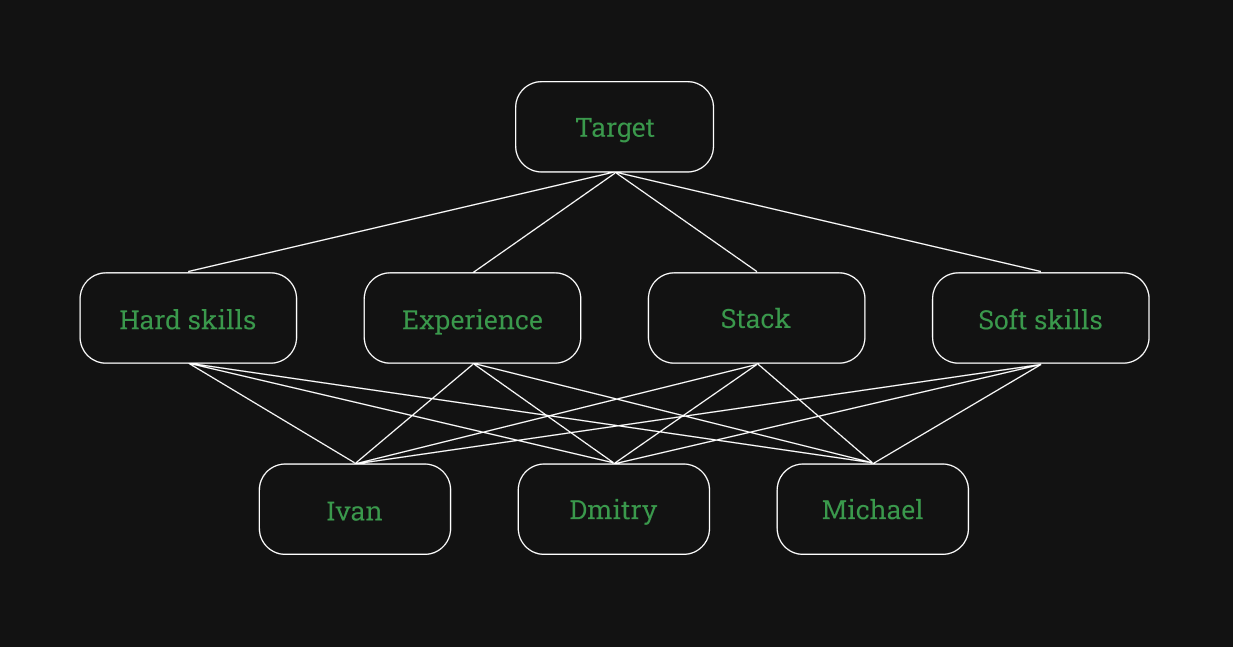 Target
Hard skills
Experience
Stack
Soft skills
Ivan
Dmitry
Michael